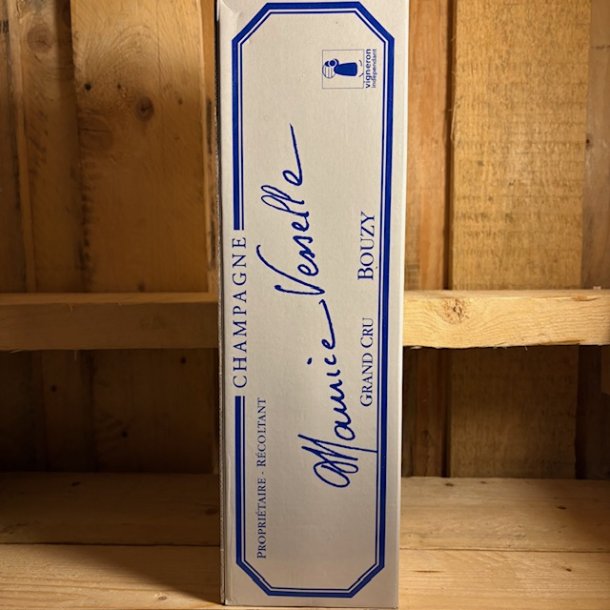 CHAMPAGNE
PROPRIÉTAIRE - RÉCOLTANT
Maurice Vesselle
GRAND CRU BOUZY
vigneron
indépendant